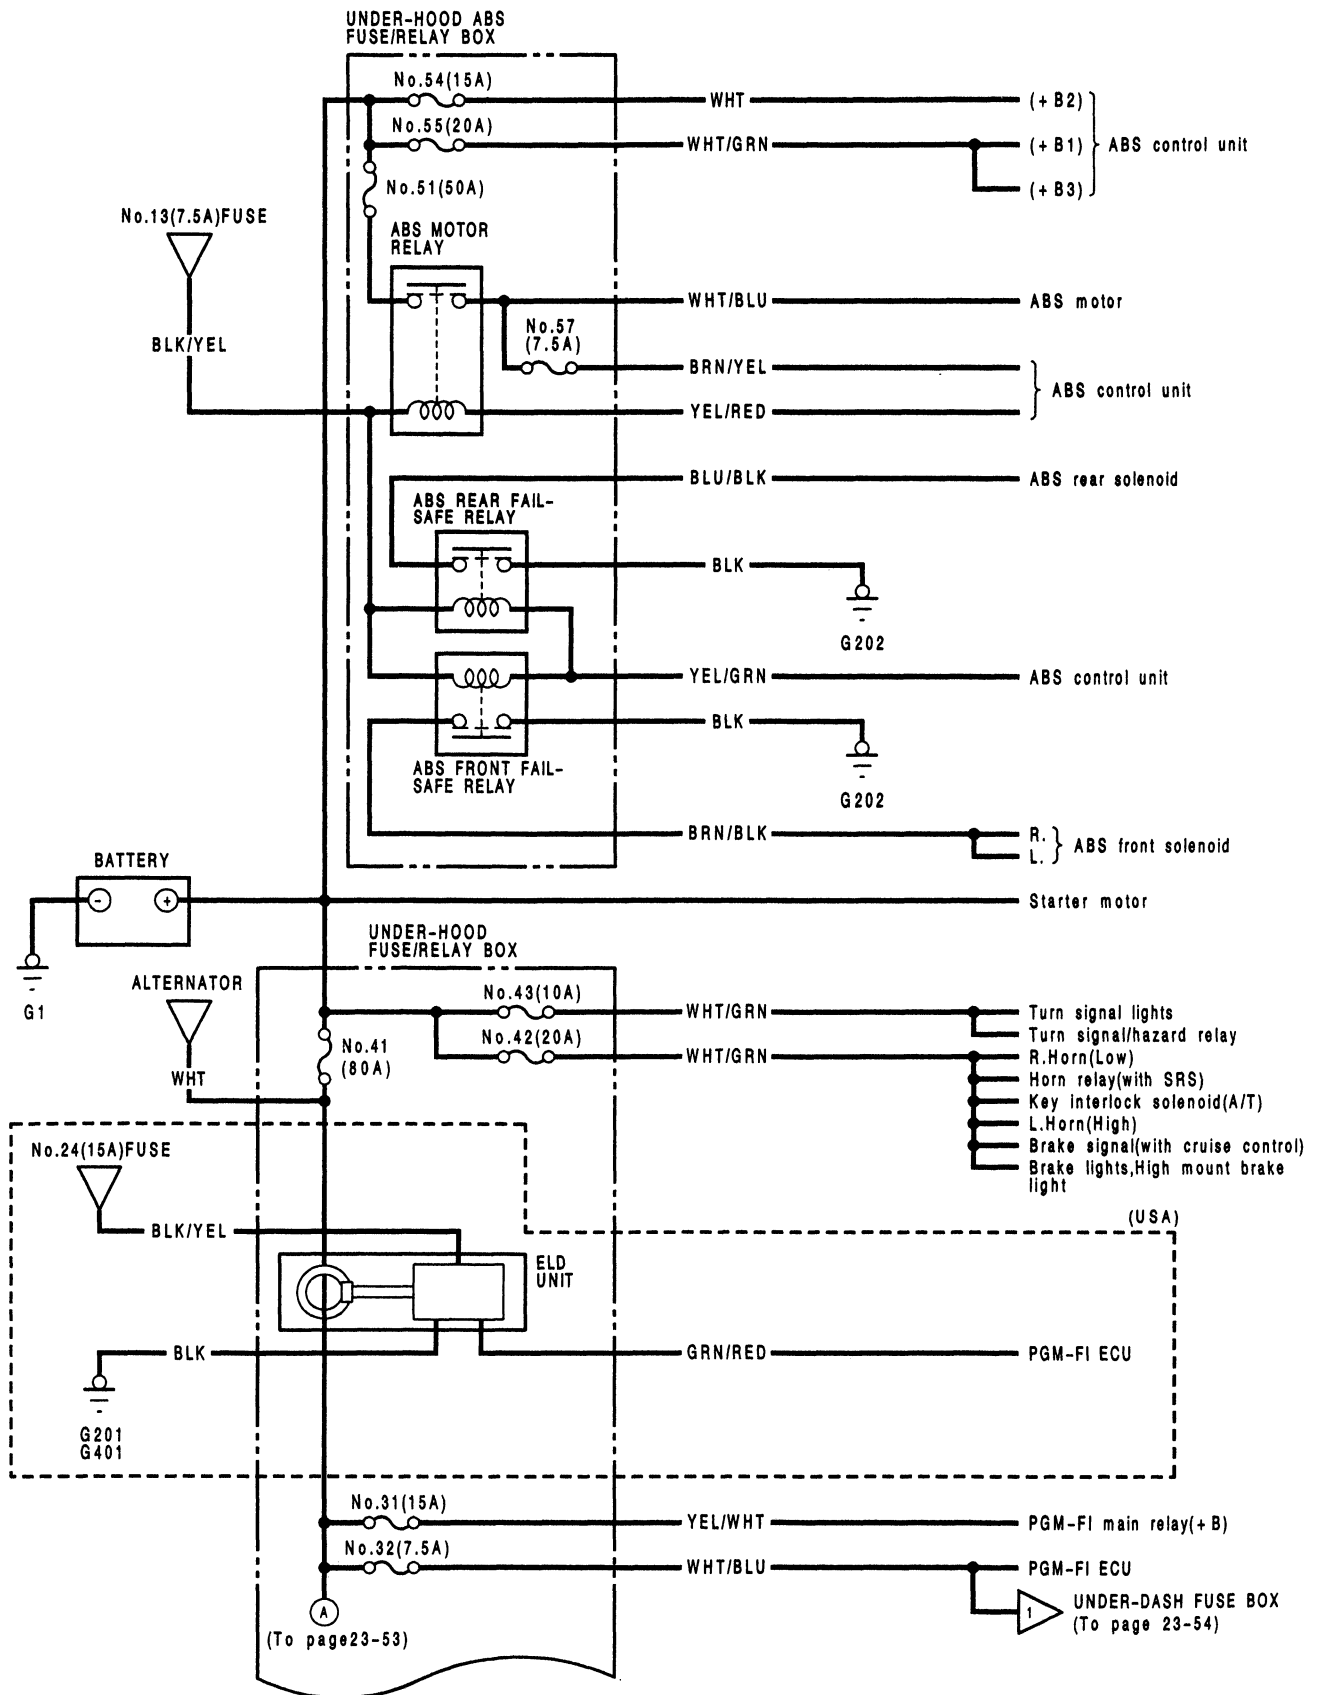 UNDER-HOOD ABS
FUSE/RELAY BOX
No.54(15A)
WHT
(+B2)
No.55(20A)
WHT/GRN
(+B1)
ABS control unit
(+B3)
No.51(50A)
No.13(7.5A)FUSE
ABS MOTOR
RELAY
WHT/BLU
ABS motor
No.57
(7.5A)
BLK/YEL
BRN/YEL
ABS control unit
YEL/RED
BLU/BLK
ABS rear solenoid
ABS REAR FAIL-
SAFE RELAY
BLK
G202
YEL/GRN
ABS control unit
BLK
G202
ABS FRONT FAIL-
SAFE RELAY
BRN/BLK
R.
L.
ABS front solenoid
BATTERY
-
+
Starter motor
G1
UNDER-HOOD
FUSE/RELAY BOX
ALTERNATOR
No.43(10A)
WHT/GRN
Turn signal lights
Turn signal/hazard relay
No.42(20A)
WHT/GRN
R.Horn(Low)
Horn relay(with SRS)
Key interlock solenoid(A/T)
L.Horn(High)
Brake signal(with cruise control)
Brake lights,High mount brake
light
No.41
(80A)
WHT
No.24(15A)FUSE
(USA)
BLK/YEL
ELD
UNIT
BLK
GRN/RED
PGM-FI ECU
G201
G401
No.31(15A)
YEL/WHT
PGM-FI main relay(+B)
No.32(7.5A)
WHT/BLU
PGM-FI ECU
A
(To page23-53)
1
UNDER-DASH FUSE BOX
(To page 23-54)